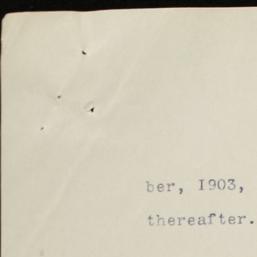 ber, 1903,
thereafter.